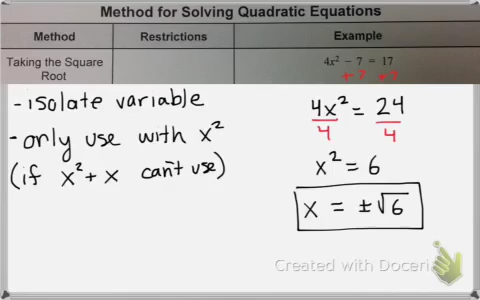 Method for Solving Quadratic Equations
Method Restrictions Example
Taking the Square Root
4x² − 7 = 17
+7 +7
- isolate variable
4x² = 24
4 4
- only use with x²
(if x² + x can't use)
x² = 6
x = ±√6
Created with Doceri